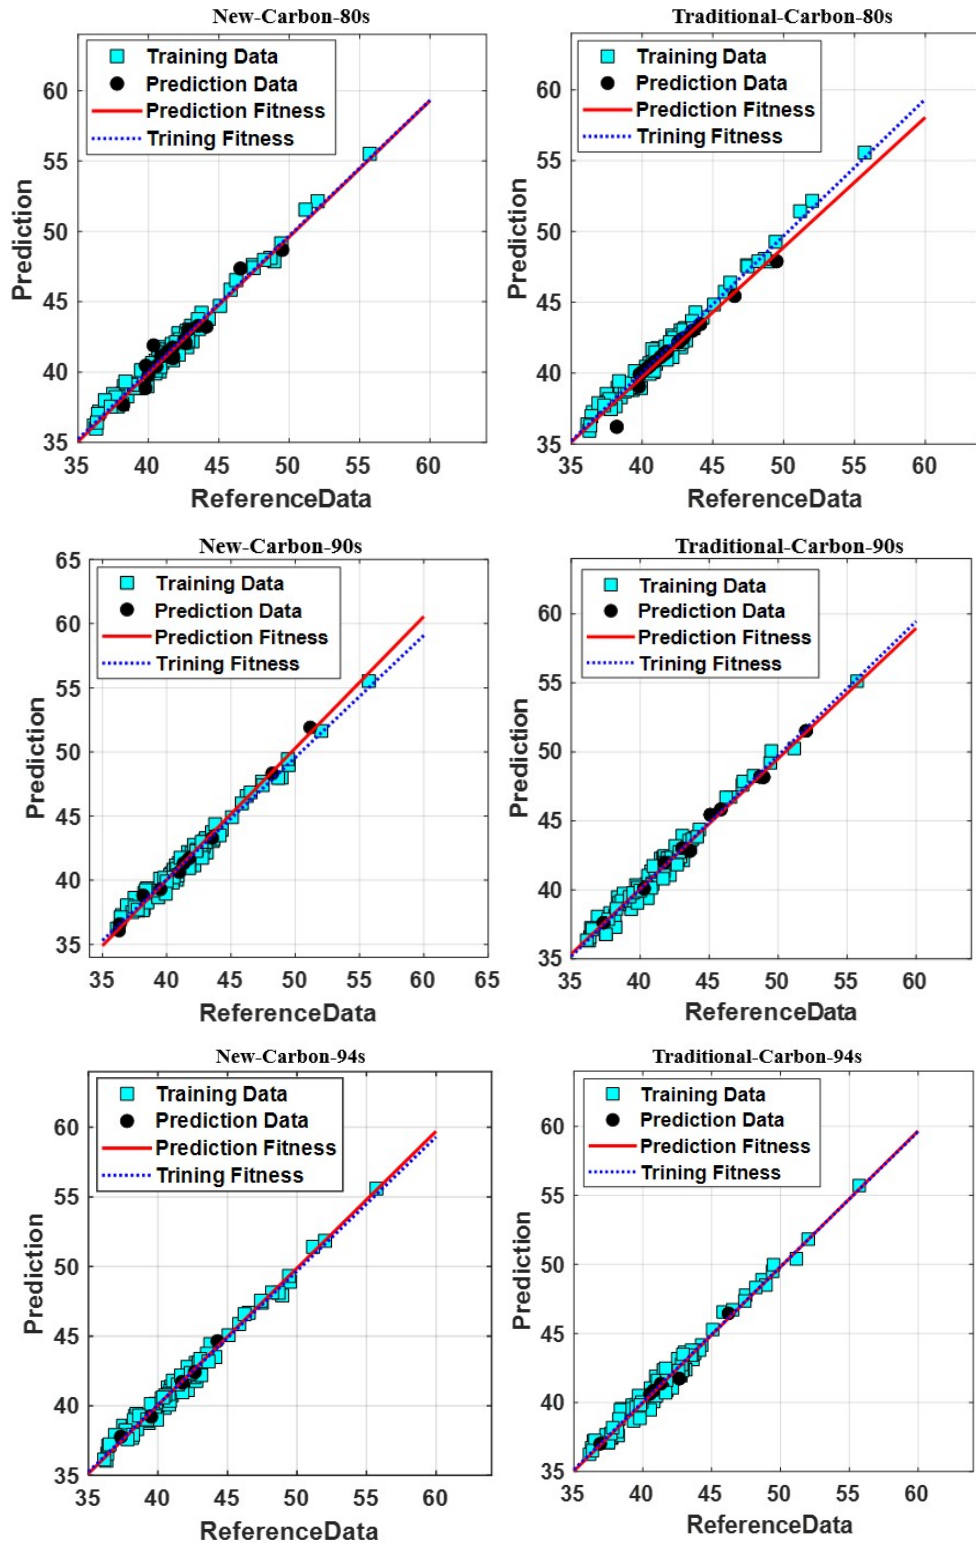 New-Carbon-80s
Training Data
Prediction Data
Prediction Fitness
Trining Fitness
60
55
50
45
40
35
Prediction
35 40 45 50 55 60
ReferenceData
Traditional-Carbon-80s
Training Data
Prediction Data
Prediction Fitness
Trining Fitness
60
55
50
45
40
35
Prediction
35 40 45 50 55 60
ReferenceData
New-Carbon-90s
Training Data
Prediction Data
Prediction Fitness
Trining Fitness
65
60
55
50
45
40
35
Prediction
35 40 45 50 55 60 65
ReferenceData
Traditional-Carbon-90s
Training Data
Prediction Data
Prediction Fitness
Trining Fitness
60
55
50
45
40
35
Prediction
35 40 45 50 55 60
ReferenceData
New-Carbon-94s
Training Data
Prediction Data
Prediction Fitness
Trining Fitness
60
55
50
45
40
35
Prediction
35 40 45 50 55 60
ReferenceData
Traditional-Carbon-94s
Training Data
Prediction Data
Prediction Fitness
Trining Fitness
60
55
50
45
40
35
Prediction
35 40 45 50 55 60
ReferenceData